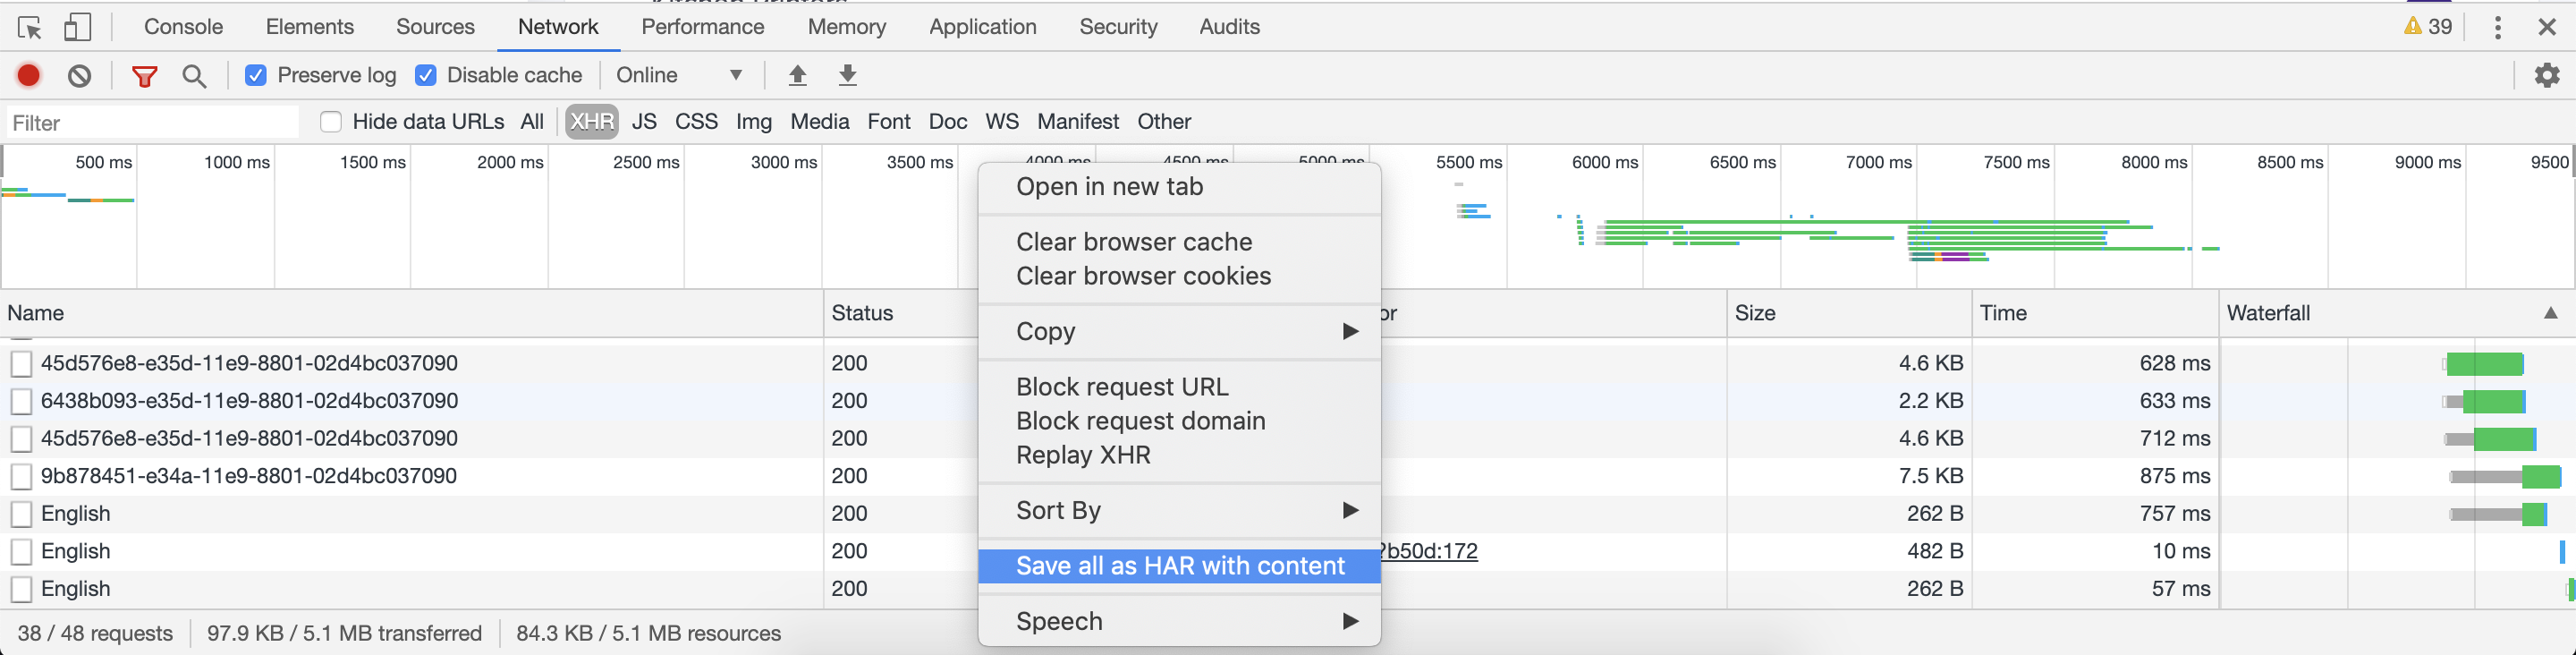 Console Elements Sources Network Performance Memory Application Security Audits 39
Preserve log Disable cache Online
Filter Hide data URLs All XHR JS CSS Img Media Font Doc WS Manifest Other
500 ms 1000 ms 1500 ms 2000 ms 2500 ms 3000 ms 3500 ms 4000 ms 4500 ms 5000 ms 5500 ms 6000 ms 6500 ms 7000 ms 7500 ms 8000 ms 8500 ms 9000 ms 9500
Open in new tab
Clear browser cache
Clear browser cookies
Copy
Block request URL
Block request domain
Replay XHR
Sort By
Save all as HAR with content
Speech
Name Status or Size Time Waterfall
45d576e8-e35d-11e9-8801-02d4bc037090 200 4.6 KB 628 ms
6438b093-e35d-11e9-8801-02d4bc037090 200 2.2 KB 633 ms
45d576e8-e35d-11e9-8801-02d4bc037090 200 4.6 KB 712 ms
9b878451-e34a-11e9-8801-02d4bc037090 200 7.5 KB 875 ms
English 200 262 B 757 ms
English 200 ?b50d:172 482 B 10 ms
English 200 262 B 57 ms
38 / 48 requests 97.9 KB / 5.1 MB transferred 84.3 KB / 5.1 MB resources